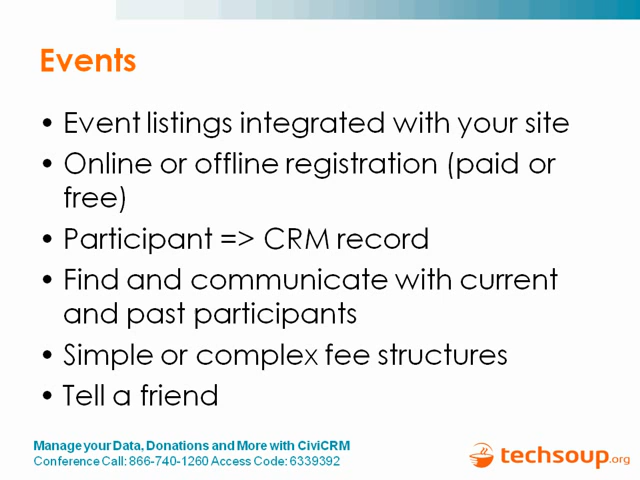 Events
• Event listings integrated with your site
• Online or offline registration (paid or
free)
• Participant => CRM record
• Find and communicate with current
and past participants
• Simple or complex fee structures
• Tell a friend
Manage your Data, Donations and More with CiviCRM
Conference Call: 866-740-1260 Access Code: 6339392
techsoup.org